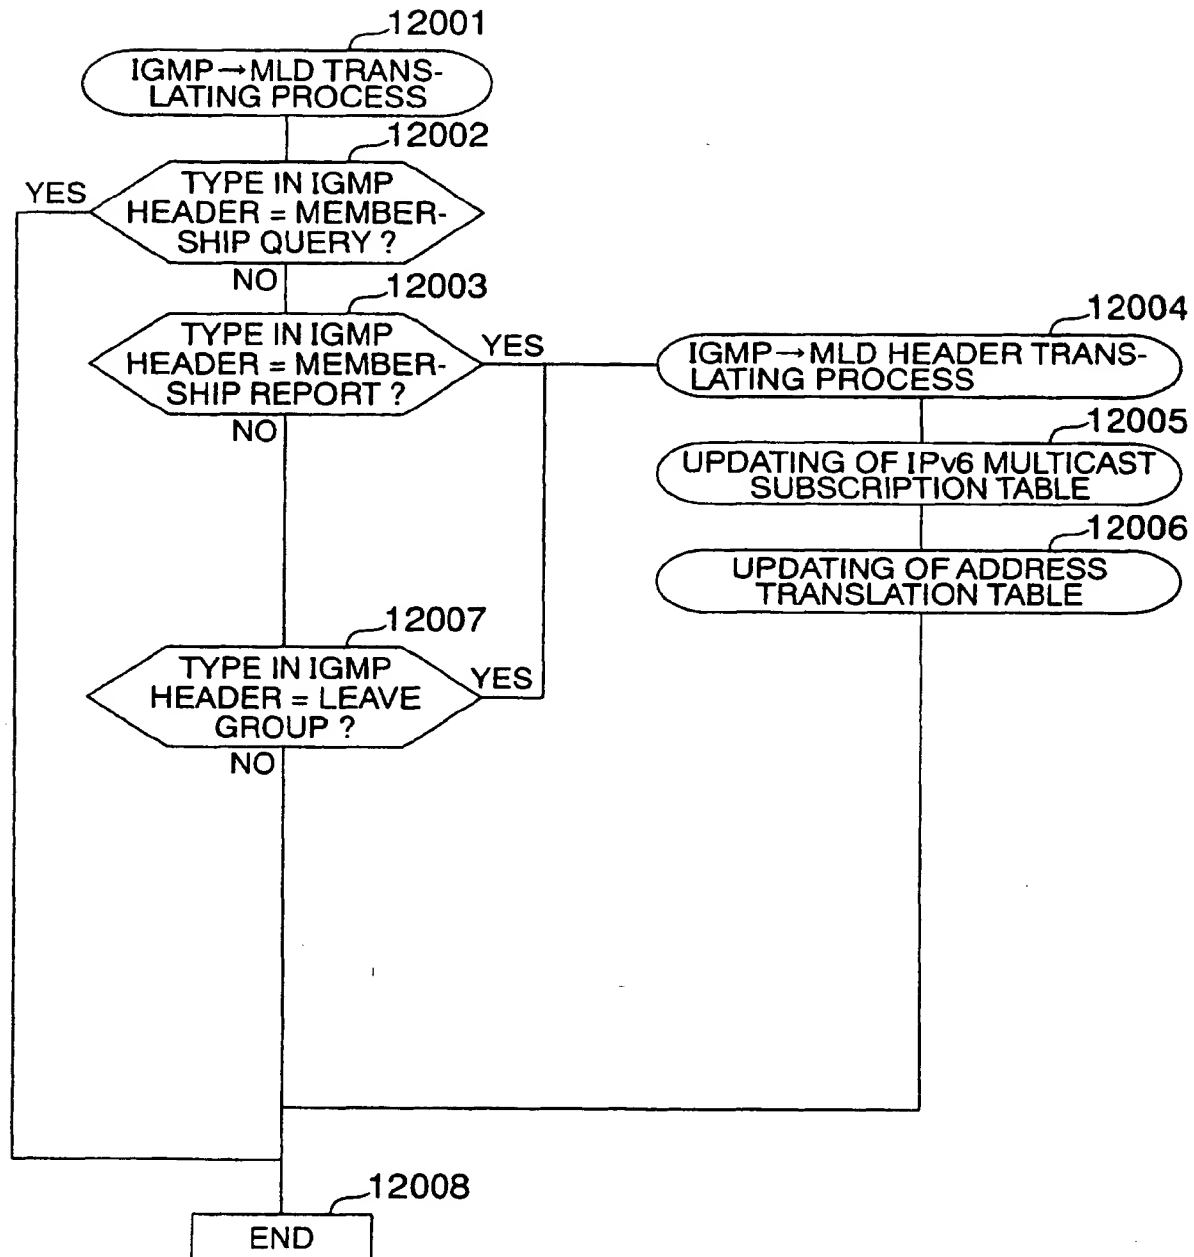 12001
IGMP→MLD TRANS-
LATING PROCESS
12002
YES
TYPE IN IGMP
HEADER = MEMBER-
SHIP QUERY ?
NO
12003
TYPE IN IGMP
HEADER = MEMBER-
SHIP REPORT ?
YES
NO
12004
IGMP→MLD HEADER TRANS-
LATING PROCESS
12005
UPDATING OF IPv6 MULTICAST
SUBSCRIPTION TABLE
12006
UPDATING OF ADDRESS
TRANSLATION TABLE
12007
TYPE IN IGMP
HEADER = LEAVE
GROUP ?
YES
NO
12008
END